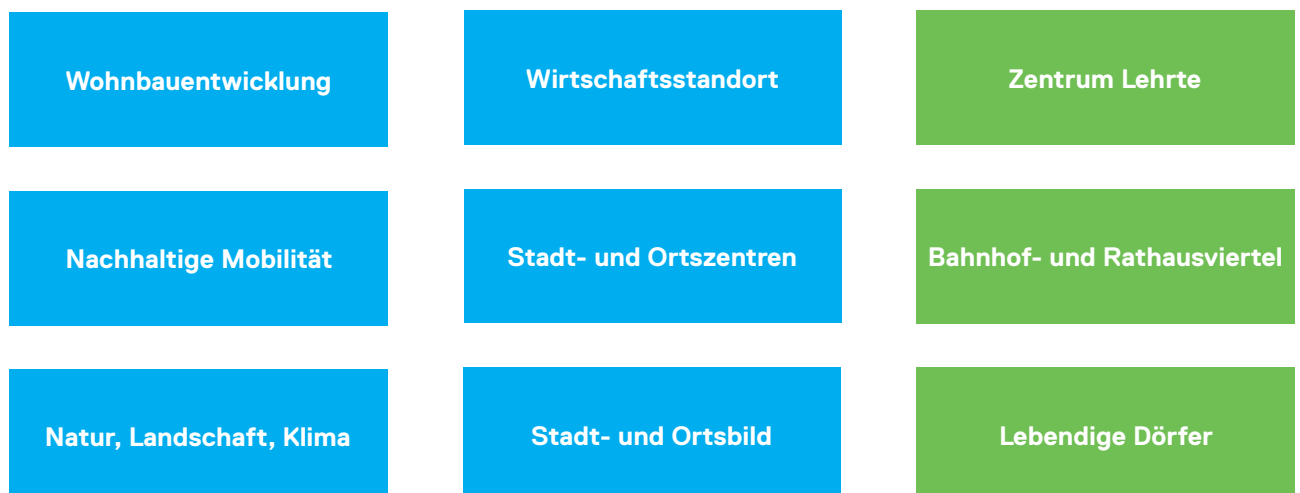 Wohnbauentwicklung
Wirtschaftsstandort
Zentrum Lehrte
Nachhaltige Mobilität
Stadt- und Ortszentren
Bahnhof- und Rathausviertel
Natur, Landschaft, Klima
Stadt- und Ortsbild
Lebendige Dörfer